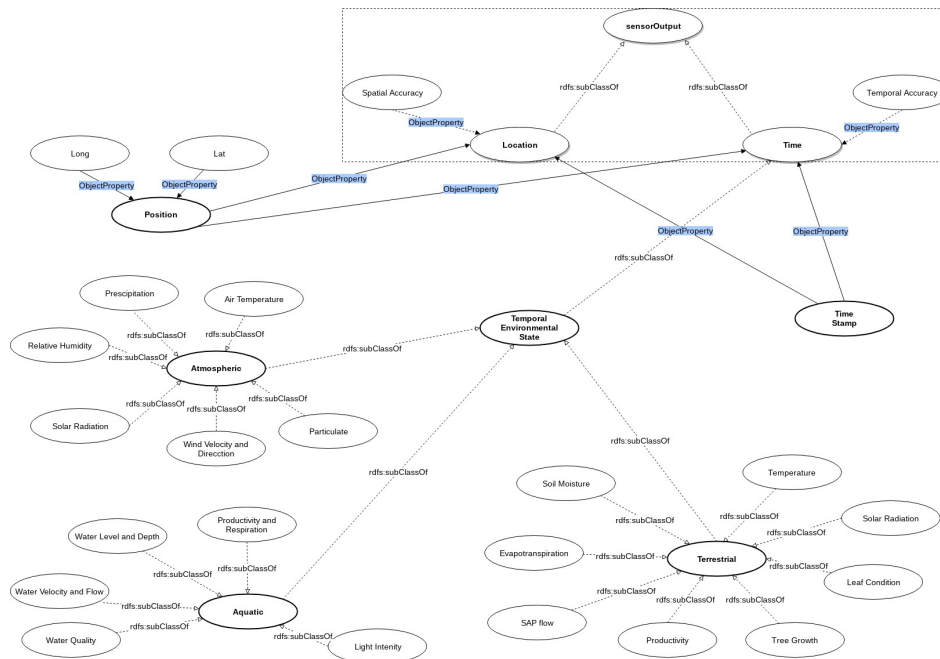 sensorOutput
Spatial Accuracy
rdfs:subClassOf
rdfs:subClassOf
Temporal Accuracy
ObjectProperty
ObjectProperty
Location
Time
Long
Lat
ObjectProperty
ObjectProperty
ObjectProperty
ObjectProperty
Position
ObjectProperty
ObjectProperty
rdfs:subClassOf
Prescipitation
Air Temperature
rdfs:subClassOf
rdfs:subClassOf
Relative Humidity
rdfs:subClassOf
Atmospheric
rdfs:subClassOf
Temporal
Environmental
State
Time
Stamp
rdfs:subClassOf
rdfs:subClassOf
rdfs:subClassOf
Solar Radiation
Wind Velocity and
Direcction
Particulate
rdfs:subClassOf
rdfs:subClassOf
Temperature
Soil Moisture
rdfs:subClassOf
rdfs:subClassOf
Solar Radiation
rdfs:subClassOf
Evapotranspiration
rdfs:subClassOf
Terrestrial
rdfs:subClassOf
Leaf Condition
rdfs:subClassOf
rdfs:subClassOf
rdfs:subClassOf
SAP flow
Productivity
Tree Growth
Productivity and
Respiration
Water Level and Depth
rdfs:subClassOf
rdfs:subClassOf
Water Velocity and Flow
rdfs:subClassOf
Aquatic
rdfs:subClassOf
Water Quality
rdfs:subClassOf
Light Intenity